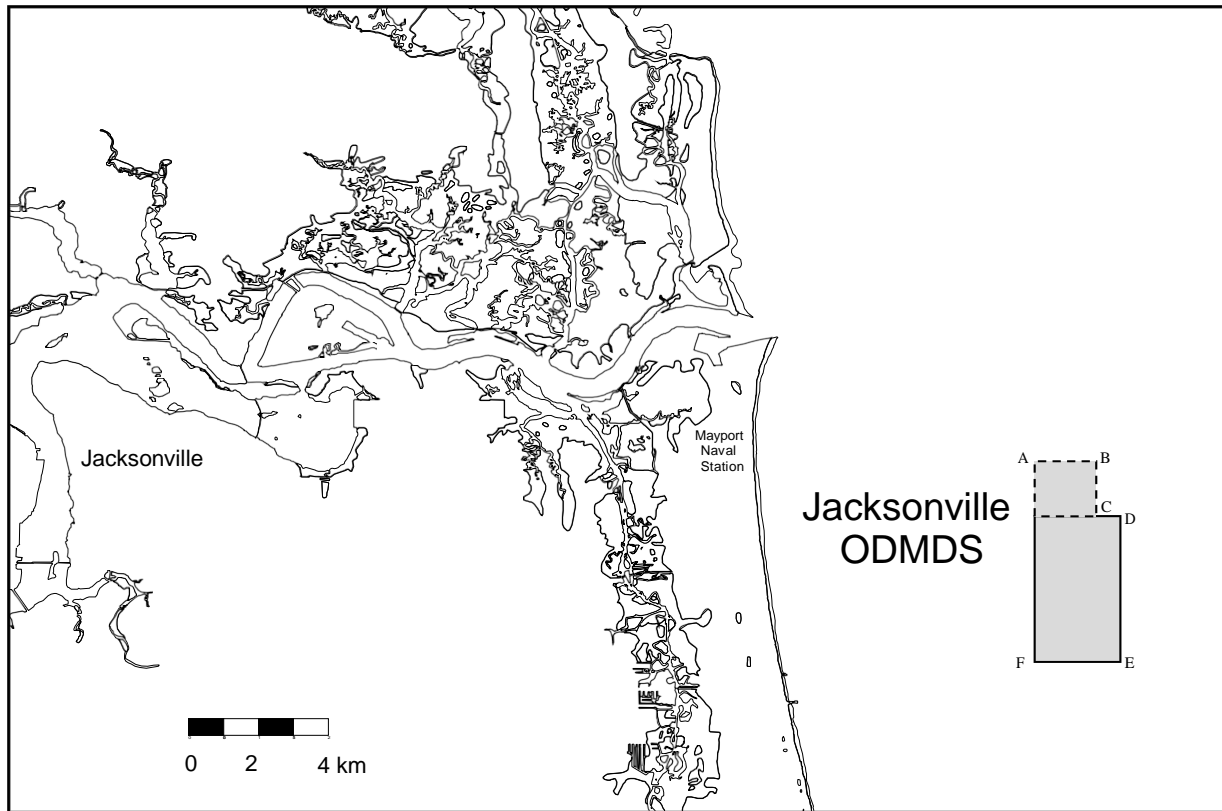 Jacksonville
Mayport
Naval
Station
A
B
Jacksonville
ODMDS
C
D
F
E
0 2 4 km